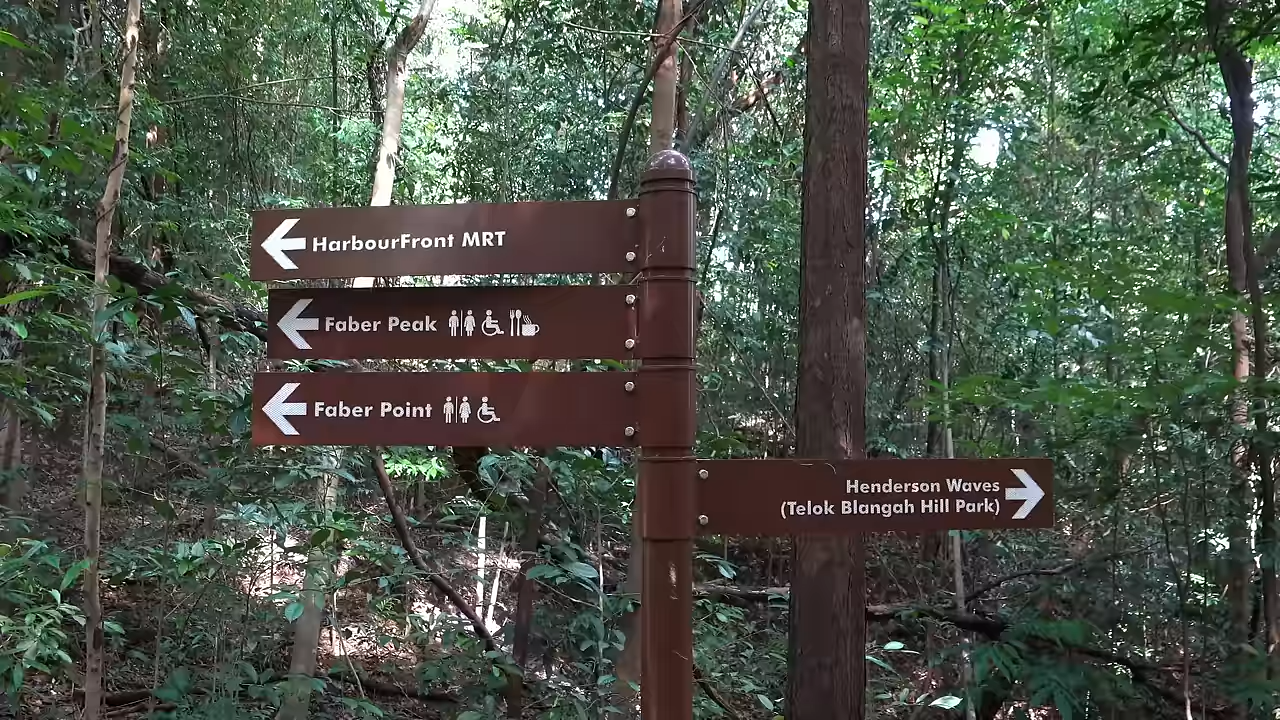 HarbourFront MRT
Faber Peak
Faber Point
Henderson Waves
(Telok Blangah Hill Park)